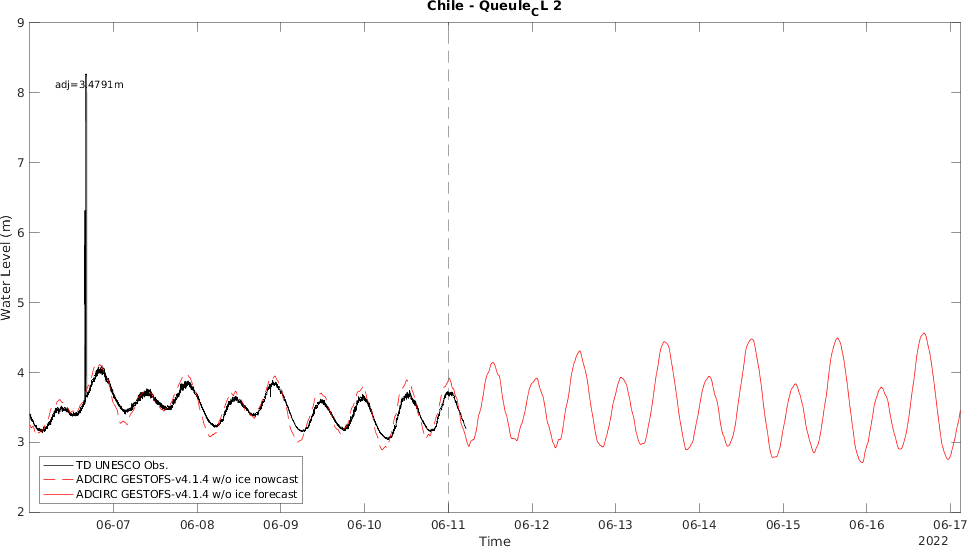 Chile - Queule_CL 2
9
adj=3.4791m
8
7
6
5
4
3
2
Water Level (m)
TD UNESCO Obs.
ADCIRC GESTOFS-v4.1.4 w/o ice nowcast
ADCIRC GESTOFS-v4.1.4 w/o ice forecast
06-07 06-08 06-09 06-10 06-11 06-12 06-13 06-14 06-15 06-16 06-17
Time
2022